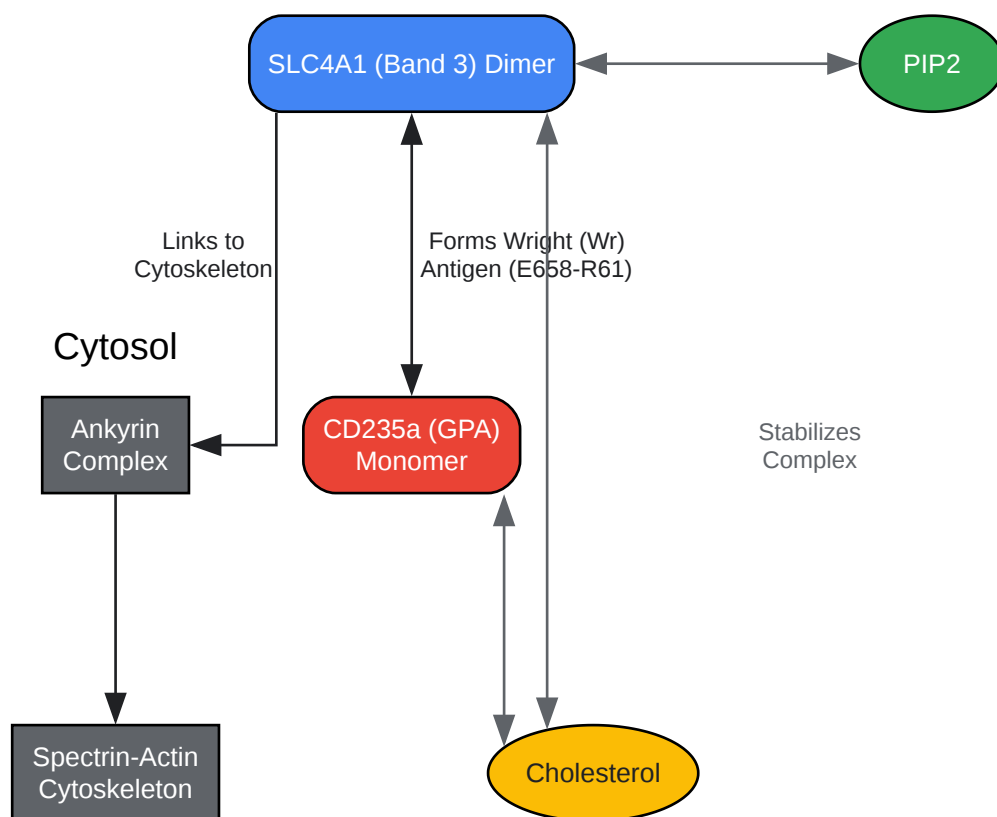 SLC4A1 (Band 3) Dimer
PIP2
Links to
Cytoskeleton
Forms Wright (Wr)
Antigen (E658-R61)
Cytosol
Ankyrin
Complex
CD235a (GPA)
Monomer
Stabilizes
Complex
Spectrin-Actin
Cytoskeleton
Cholesterol